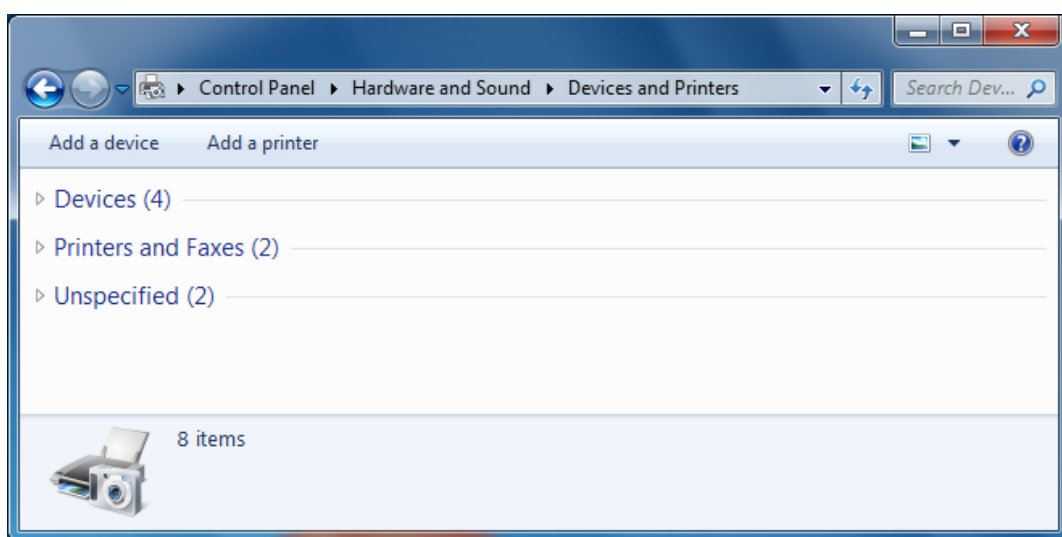 Control Panel Hardware and Sound Devices and Printers Search Dev...
Add a device Add a printer
Devices (4)
Printers and Faxes (2)
Unspecified (2)
8 items